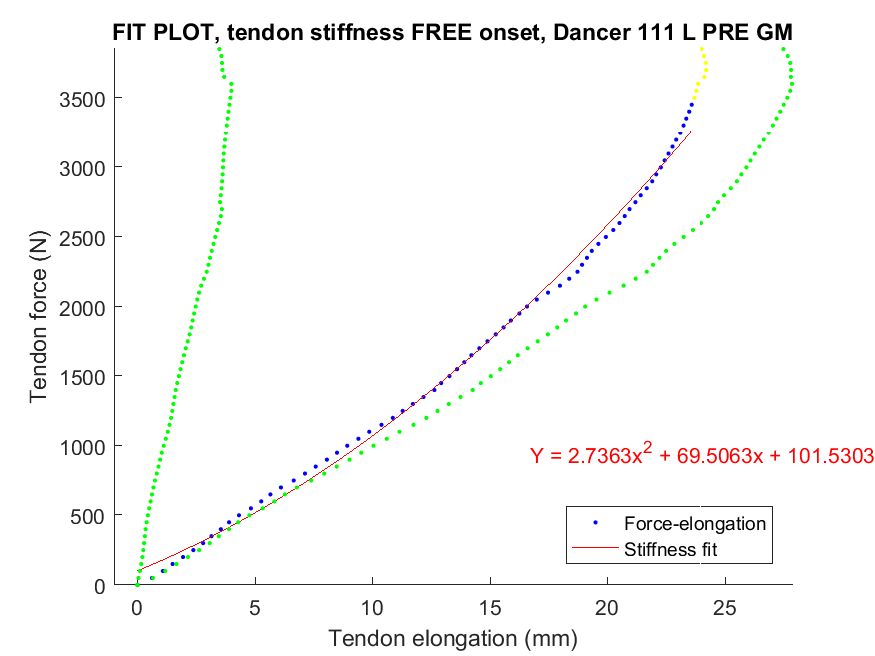 FIT PLOT, tendon stiffness FREE onset, Dancer 111 L PRE GM
Tendon force (N)
3500
3000
2500
2000
1500
1000
500
0
Y = 2.7363x² + 69.5063x + 101.5303
Force-elongation
Stiffness fit
0 5 10 15 20 25
Tendon elongation (mm)